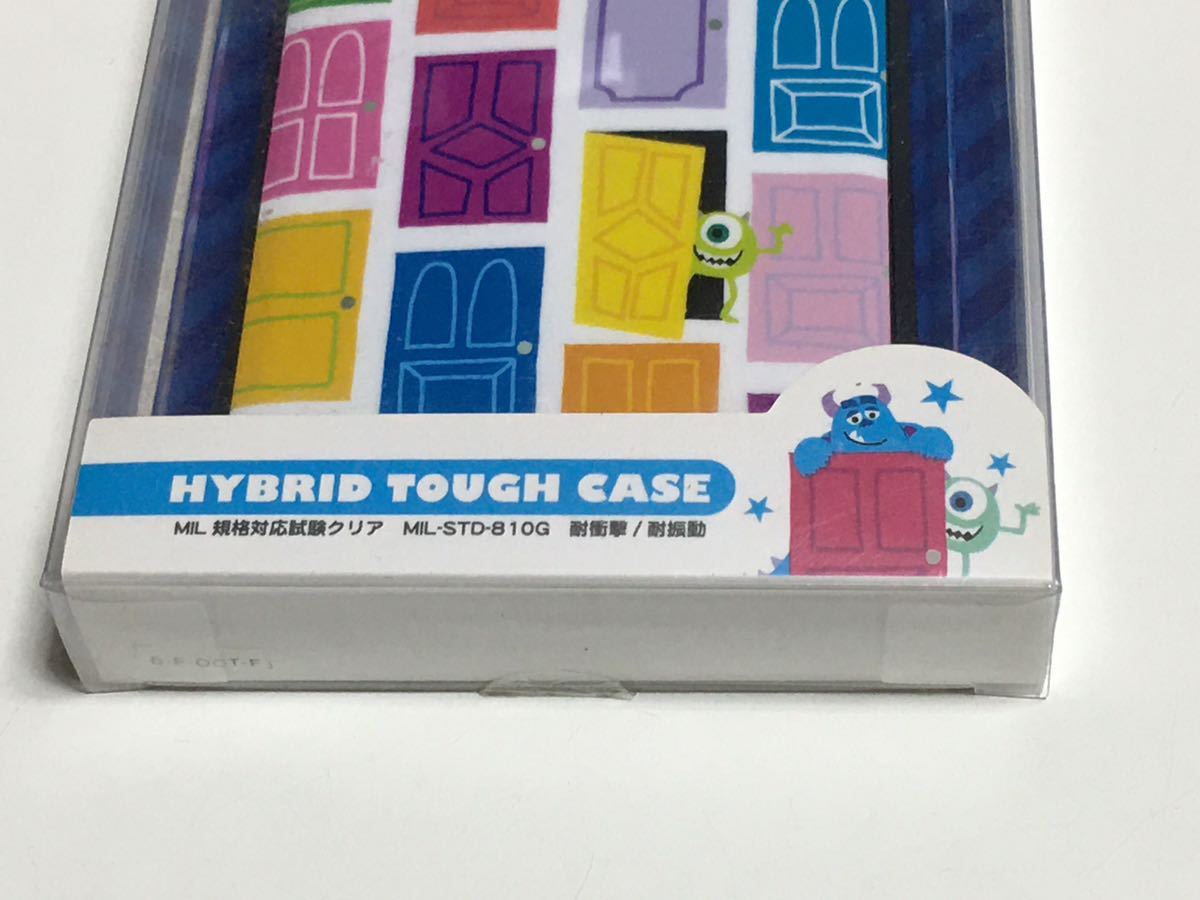 HYBRID TOUGH CASE
MIL 規格対応試験クリア MIL-STD-810G 耐衝撃 / 耐振動